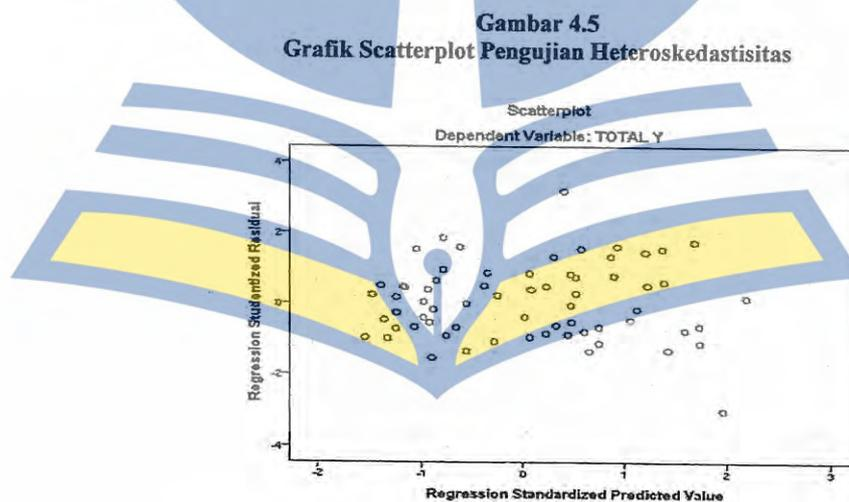 Gambar 4.5
Grafik Scatterplot Pengujian Heteroskedastisitas
Scatterplot
Dependent Variable: TOTAL Y
Regression Studentized Residual
4
2
0
-2
-4
-2
-1
0
1
2
3
Regression Standardized Predicted Value